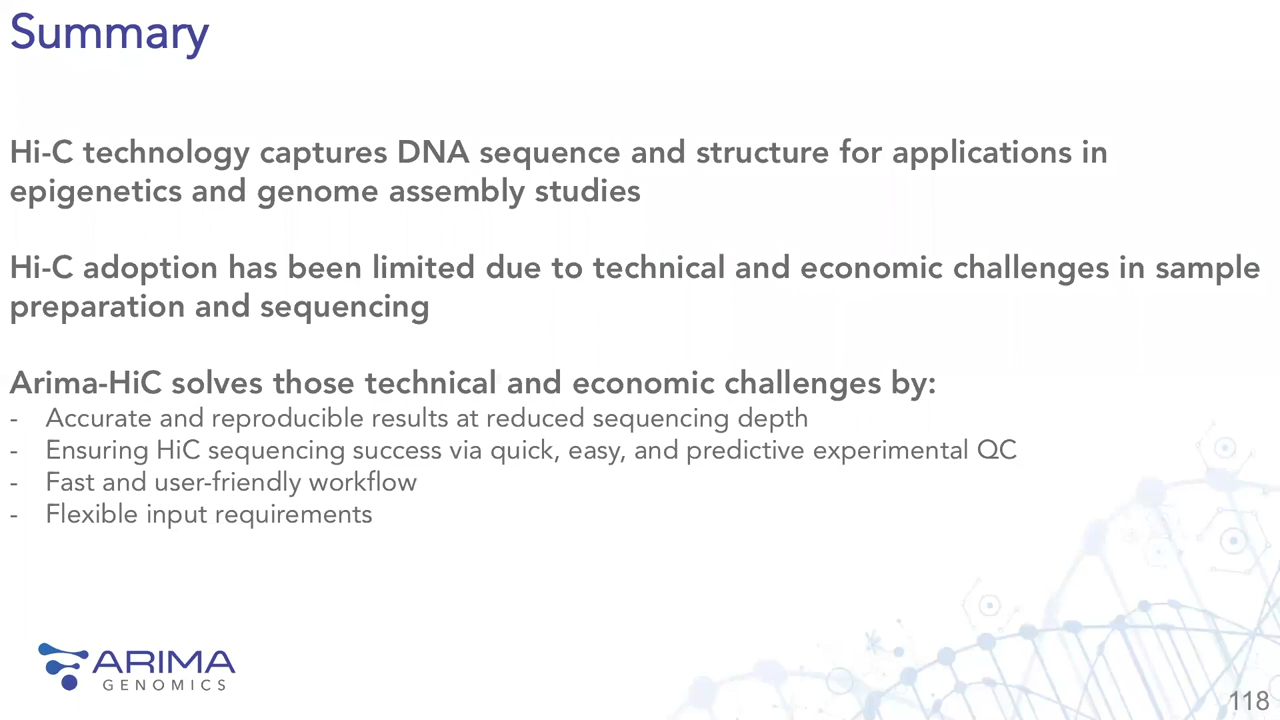 Summary
Hi-C technology captures DNA sequence and structure for applications in
epigenetics and genome assembly studies
Hi-C adoption has been limited due to technical and economic challenges in sample
preparation and sequencing
Arima-HiC solves those technical and economic challenges by:
- Accurate and reproducible results at reduced sequencing depth
- Ensuring HiC sequencing success via quick, easy, and predictive experimental QC
- Fast and user-friendly workflow
- Flexible input requirements
ARIMA
GENOMICS
118